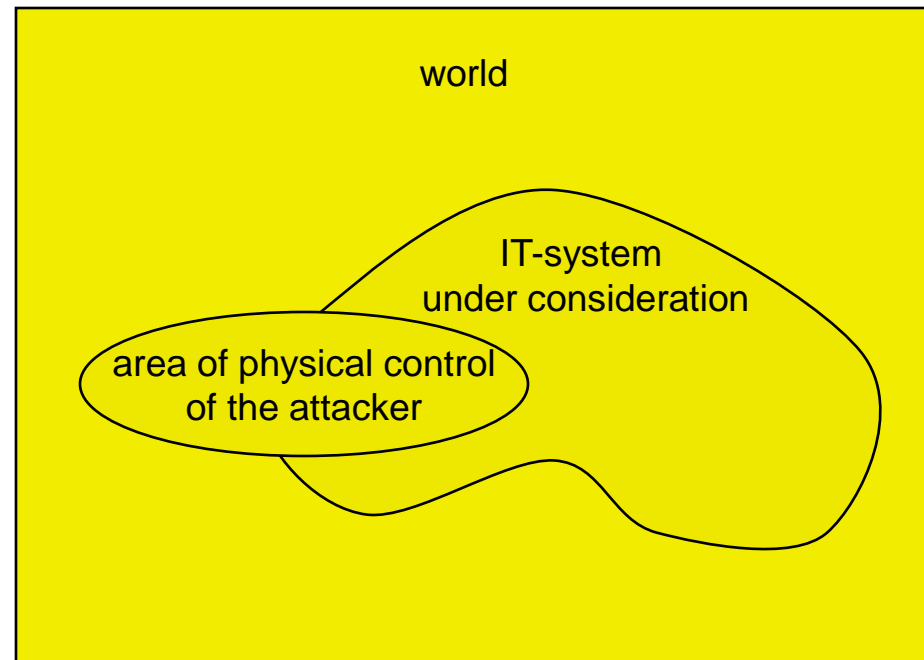 world
IT-system
under consideration
area of physical control
of the attacker